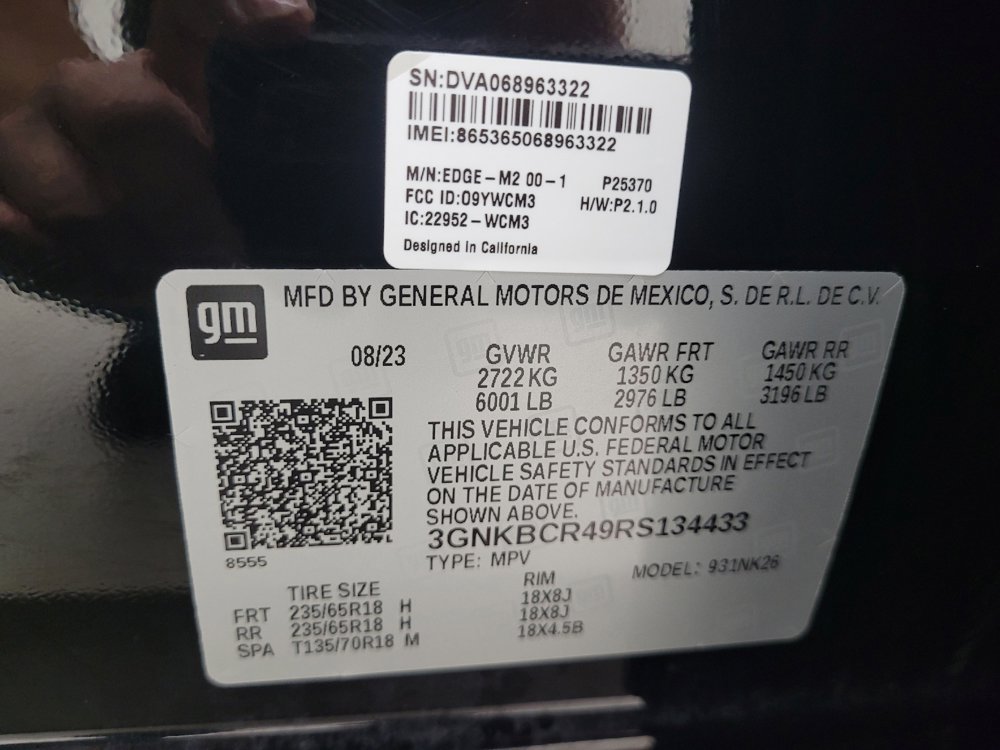 SN:DVA068963322
IMEI:865365068963322
M/N:EDGE-M2 00-1 P25370
FCC ID:O9YWCM3 H/W:P2.1.0
IC:22952-WCM3
Designed in California
gm MFD BY GENERAL MOTORS DE MEXICO, S. DE R.L. DE C.V.
08/23 GVWR GAWR FRT GAWR RR
2722 KG 1350 KG 1450 KG
6001 LB 2976 LB 3196 LB
THIS VEHICLE CONFORMS TO ALL
APPLICABLE U.S. FEDERAL MOTOR
VEHICLE SAFETY STANDARDS IN EFFECT
ON THE DATE OF MANUFACTURE
SHOWN ABOVE.
3GNKBCR49RS134433
8555 TYPE: MPV MODEL: 931NK26
TIRE SIZE RIM
FRT 235/65R18 H 18X8J
RR 235/65R18 H 18X8J
SPA T135/70R18 M 18X4.5B